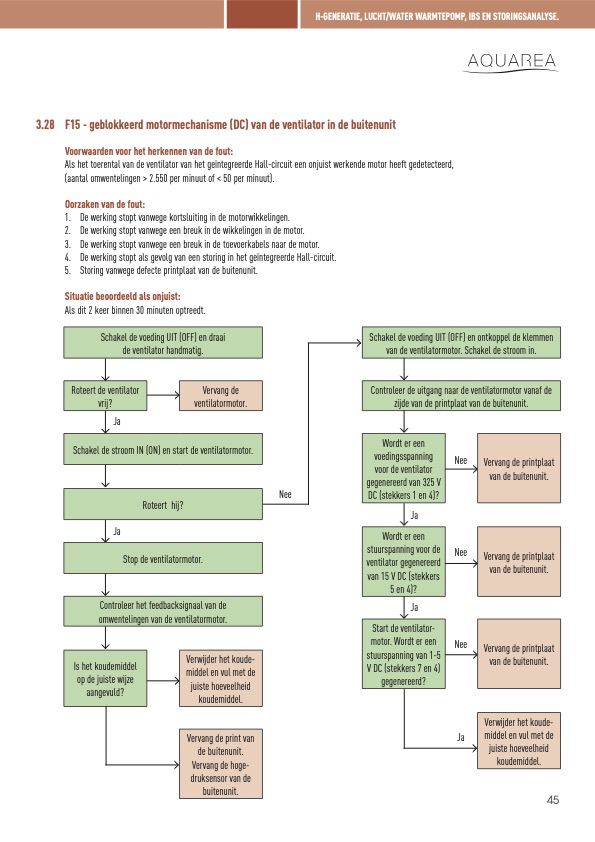 H-GENERATIE, LUCHT/WATER WARMTEPOMP, IBS EN STORINGSANALYSE.
AQUAREA
3.28 F15 - geblokkeerd motormechanisme (DC) van de ventilator in de buitenunit
Voorwaarden voor het herkennen van de fout:
Als het toerental van de ventilator van het geïntegreerde Hall-circuit een onjuist werkende motor heeft gedetecteerd,
(aantal omwentelingen > 2.550 per minuut of < 50 per minuut).
Oorzaken van de fout:
1. De werking stopt vanwege kortsluiting in de motorwikkelingen.
2. De werking stopt vanwege een breuk in de wikkelingen in de motor.
3. De werking stopt vanwege een breuk in de toevoerkabels naar de motor.
4. De werking stopt als gevolg van een storing in het geïntegreerde Hall-circuit.
5. Storing vanwege defecte printplaat van de buitenunit.
Situatie beoordeeld als onjuist:
Als dit 2 keer binnen 30 minuten optreedt.
Schakel de voeding UIT (OFF) en draai
de ventilator handmatig.
Roteert de ventilator
vrij?
Vervang de
ventilatormotor.
Ja
Schakel de stroom IN (ON) en start de ventilatormotor.
Roteert hij?
Nee
Ja
Stop de ventilatormotor.
Controleer het feedbacksignaal van de
omwentelingen van de ventilatormotor.
Is het koudemiddel
op de juiste wijze
aangevuld?
Verwijder het koude-
middel en vul met de
juiste hoeveelheid
koudemiddel.
Vervang de print van
de buitenunit.
Vervang de hoge-
druksensor van de
buitenunit.
Schakel de voeding UIT (OFF) en ontkoppel de klemmen
van de ventilatormotor. Schakel de stroom in.
Controleer de uitgang naar de ventilatormotor vanaf de
zijde van de printplaat van de buitenunit.
Wordt er een
voedingsspanning
voor de ventilator
gegenereerd van 325 V
DC (stekkers 1 en 4)?
Nee
Vervang de printplaat
van de buitenunit.
Ja
Wordt er een
stuurspanning voor de
ventilator gegenereerd
van 15 V DC (stekkers
5 en 4)?
Nee
Vervang de printplaat
van de buitenunit.
Ja
Start de ventilator-
motor. Wordt er een
stuurspanning van 1-5
V DC (stekkers 7 en 4)
gegenereerd?
Nee
Vervang de printplaat
van de buitenunit.
Ja
Verwijder het koude-
middel en vul met de
juiste hoeveelheid
koudemiddel.
45